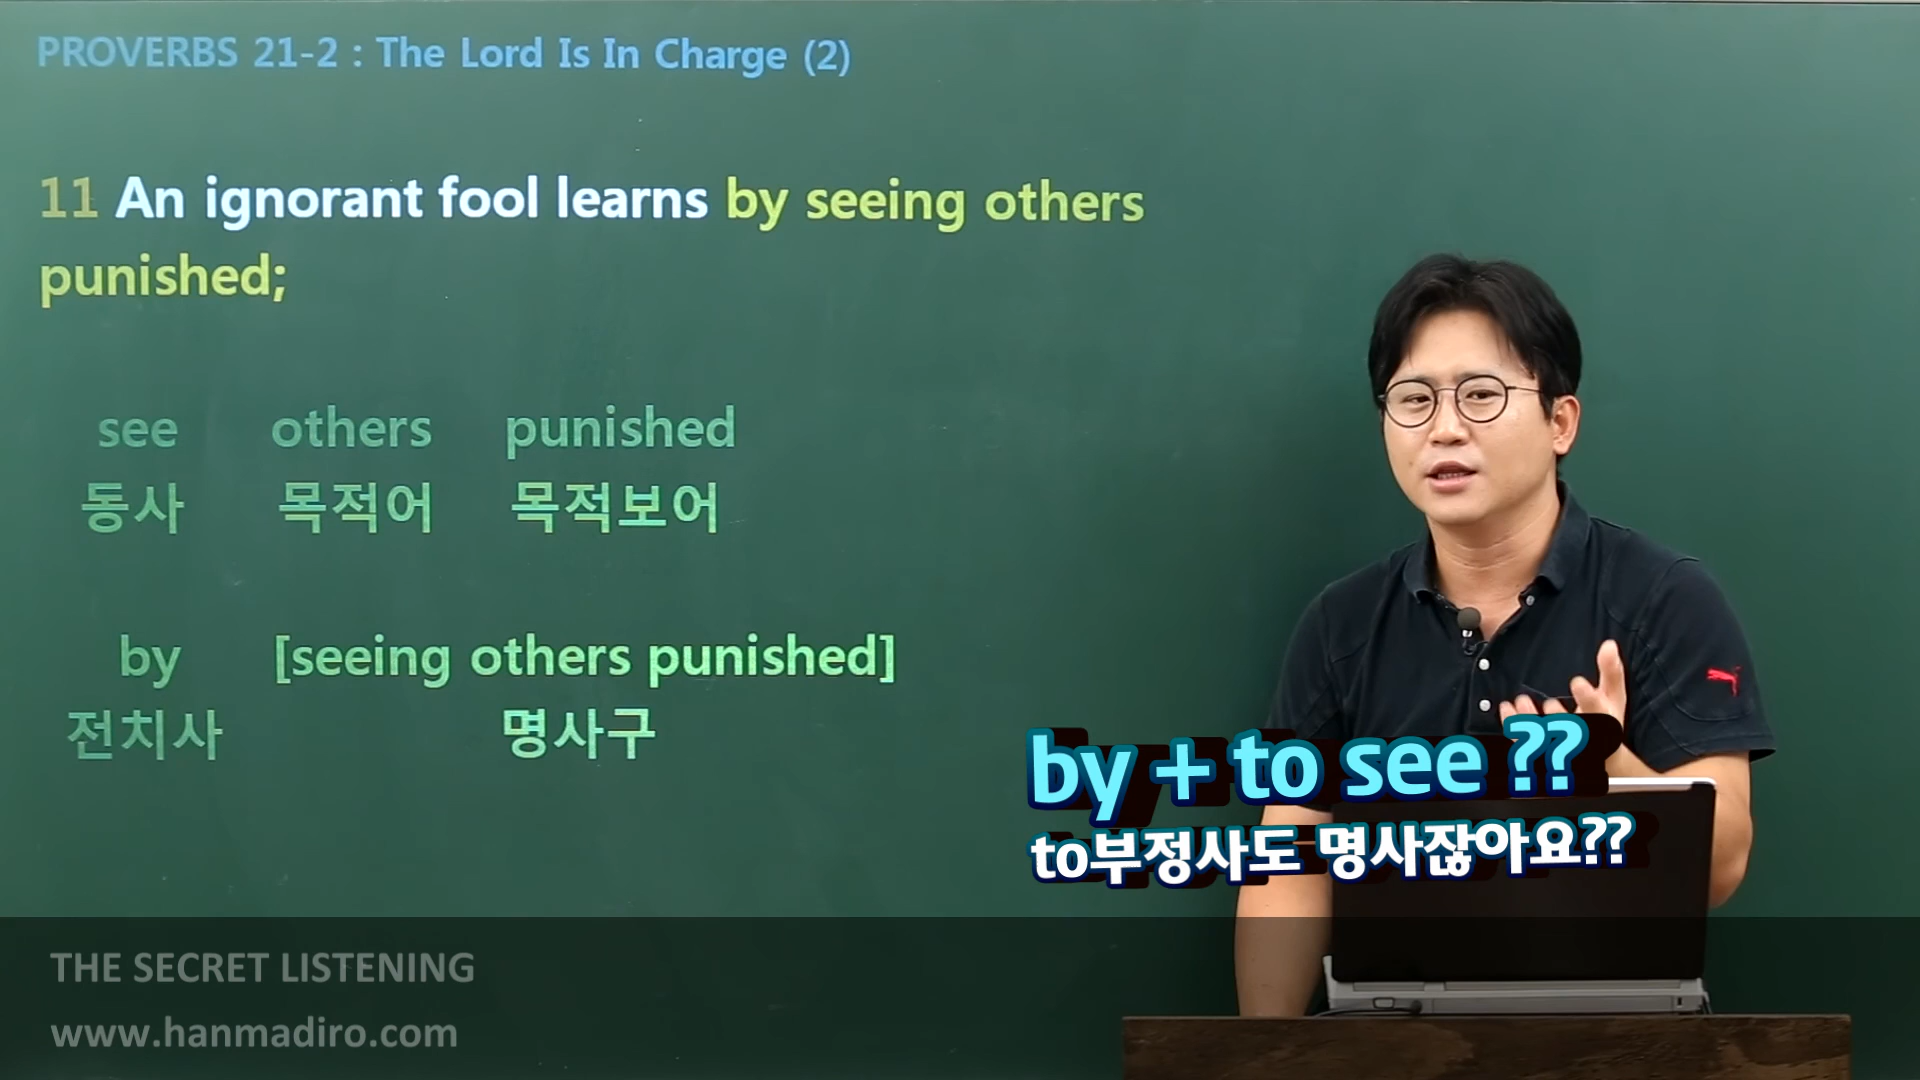 PROVERBS 21-2 : The Lord Is In Charge (2)
11 An ignorant fool learns by seeing others
punished;
see others punished
동사 목적어 목적보어
by [seeing others punished]
전치사 명사구
by + to see ??
to부정사도 명사잖아요??
THE SECRET LISTENING
www.hanmadiro.com